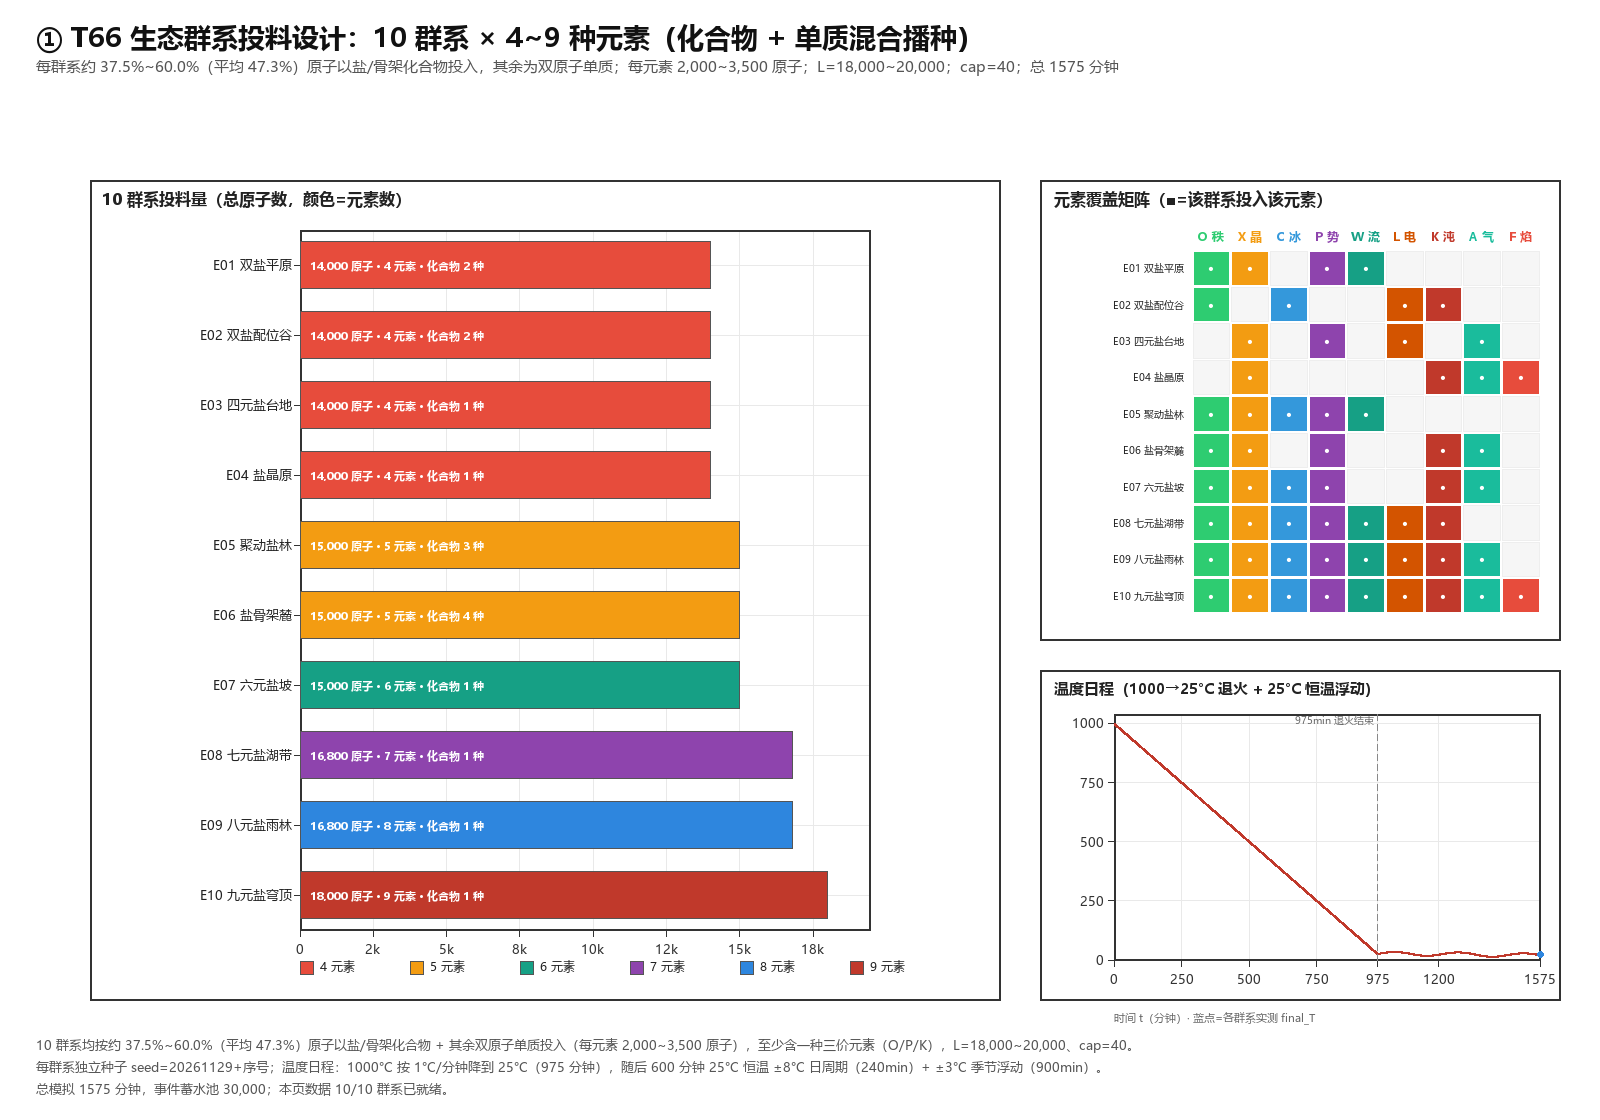 ① T66 生态群系投料设计：10 群系 × 4~9 种元素（化合物 + 单质混合播种）
每群系约 37.5%~60.0%（平均 47.3%）原子以盐/骨架化合物投入，其余为双原子单质；每元素 2,000~3,500 原子；L=18,000~20,000；cap=40；总 1575 分钟
10 群系投料量（总原子数，颜色=元素数）
E01 双盐平原 14,000 原子 • 4 元素 • 化合物 2 种
E02 双盐配位谷 14,000 原子 • 4 元素 • 化合物 2 种
E03 四元盐台地 14,000 原子 • 4 元素 • 化合物 1 种
E04 盐晶原 14,000 原子 • 4 元素 • 化合物 1 种
E05 聚动盐林 15,000 原子 • 5 元素 • 化合物 3 种
E06 盐骨架麓 15,000 原子 • 5 元素 • 化合物 4 种
E07 六元盐坡 15,000 原子 • 6 元素 • 化合物 1 种
E08 七元盐湖带 16,800 原子 • 7 元素 • 化合物 1 种
E09 八元盐雨林 16,800 原子 • 8 元素 • 化合物 1 种
E10 九元盐穹顶 18,000 原子 • 9 元素 • 化合物 1 种
0 2k 5k 8k 10k 12k 15k 18k
4 元素 5 元素 6 元素 7 元素 8 元素 9 元素
元素覆盖矩阵（■=该群系投入该元素）
O 秩 X 晶 C 冰 P 势 W 流 L 电 K 沌 A 气 F 焰
E01 双盐平原
E02 双盐配位谷
E03 四元盐台地
E04 盐晶原
E05 聚动盐林
E06 盐骨架麓
E07 六元盐坡
E08 七元盐湖带
E09 八元盐雨林
E10 九元盐穹顶
温度日程（1000→25°C 退火 + 25°C 恒温浮动）
975min 退火结束
1000
750
500
250
0
0 250 500 750 975 1200 1575
时间 t（分钟）· 蓝点=各群系实测 final_T
10 群系均按约 37.5%~60.0%（平均 47.3%）原子以盐/骨架化合物 + 其余双原子单质投入（每元素 2,000~3,500 原子），至少含一种三价元素（O/P/K），L=18,000~20,000、cap=40。
每群系独立种子 seed=20261129+序号；温度日程：1000°C 按 1°C/分钟降到 25°C（975 分钟），随后 600 分钟 25°C 恒温 ±8°C 日周期（240min）+ ±3°C 季节浮动（900min）。
总模拟 1575 分钟，事件蓄水池 30,000；本页数据 10/10 群系已就绪。